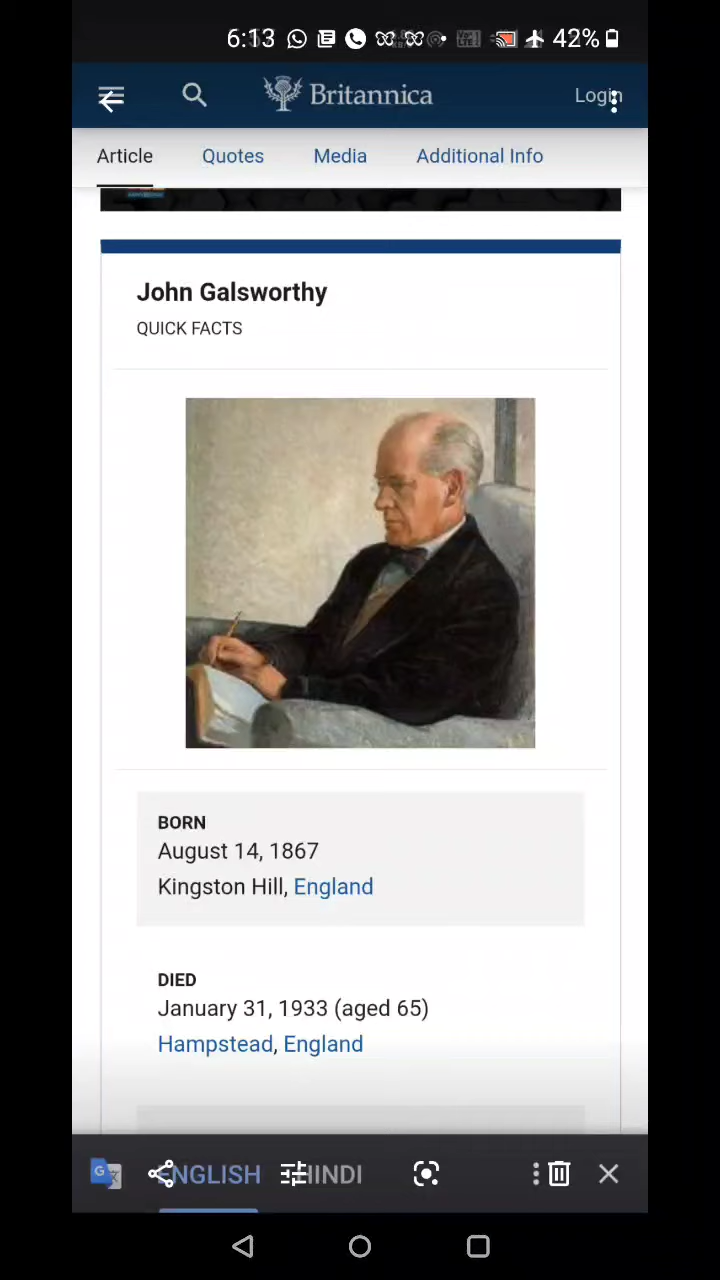 6:13 42%
Britannica Login
Article Quotes Media Additional Info
John Galsworthy
QUICK FACTS
BORN
August 14, 1867
Kingston Hill, England
DIED
January 31, 1933 (aged 65)
Hampstead, England
ENGLISH HINDI